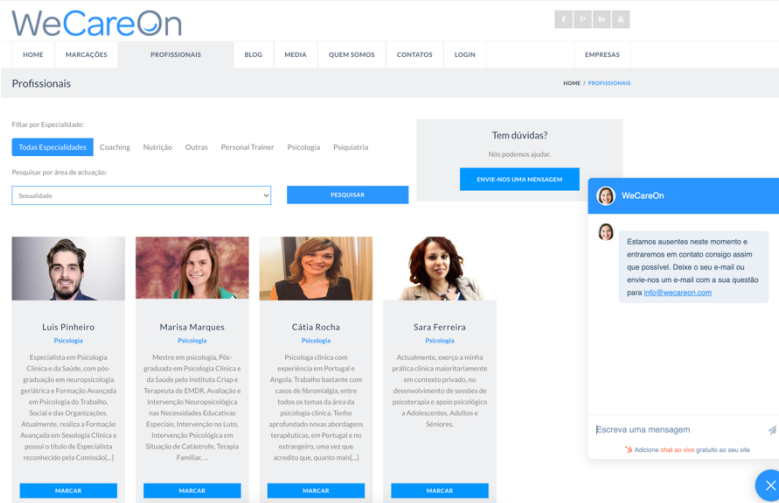 WeCareOn
HOME MARCAÇÕES PROFISSIONAIS BLOG MEDIA QUEM SOMOS CONTATOS LOGIN EMPRESAS
Profissionais
HOME / PROFISSIONAIS
Filtar por Especialidade:
Todas Especialidades Coaching Nutrição Outras Personal Trainer Psicologia Psiquiatria
Pesquisar por área de actuação:
Sexualidade
PESQUISAR
Tem dúvidas?
Nós podemos ajudar.
ENVIE-NOS UMA MENSAGEM
Luis Pinheiro
Psicologia
Especialista em Psicologia
Clínica e da Saúde, com pós-
graduação em neuropsicologia
geriátrica e Formação Avançada
em Psicologia do Trabalho,
Social e das Organizações.
Atualmente, realiza a Formação
Avançada em Sexologia Clínica e
possui o título de Especialista
reconhecido pela Comissão[...]
MARCAR
Marisa Marques
Psicologia
Mestre em psicologia, Pós-
graduada em Psicologia Clínica e
da Saúde pelo Instituto Criap e
Terapeuta de EMDR. Avaliação e
Intervenção Neuropsicológica
nas Necessidades Educativas
Especiais, Intervenção no Luto,
Intervenção Psicológica em
Situação de Catástrofe, Terapia
Familiar, ...
MARCAR
Cátia Rocha
Psicologia
Psicologa clínica com
experiência em Portugal e
Angola. Trabalho bastante com
casos de fibromialgia, entre
todos os temas da área da
psicologia clínica. Tenho
aprofundado novas abordagens
terapêuticas, em Portugal e no
estrangeiro, uma vez que
acredito que, quanto mais[...]
MARCAR
Sara Ferreira
Psicologia
Actualmente, exerço a minha
prática clínica maioritariamente
em contexto privado, no
desenvolvimento de sessões de
psicoterapia e apoio psicológico
a Adolescentes, Adultos e
Séniores.
MARCAR
WeCareOn
Estamos ausentes neste momento e
entraremos em contato consigo assim
que possível. Deixe o seu e-mail ou
envie-nos um e-mail com a sua questão
para info@wecareon.com
Escreva uma mensagem
Adicione chat ao vivo gratuito ao seu site